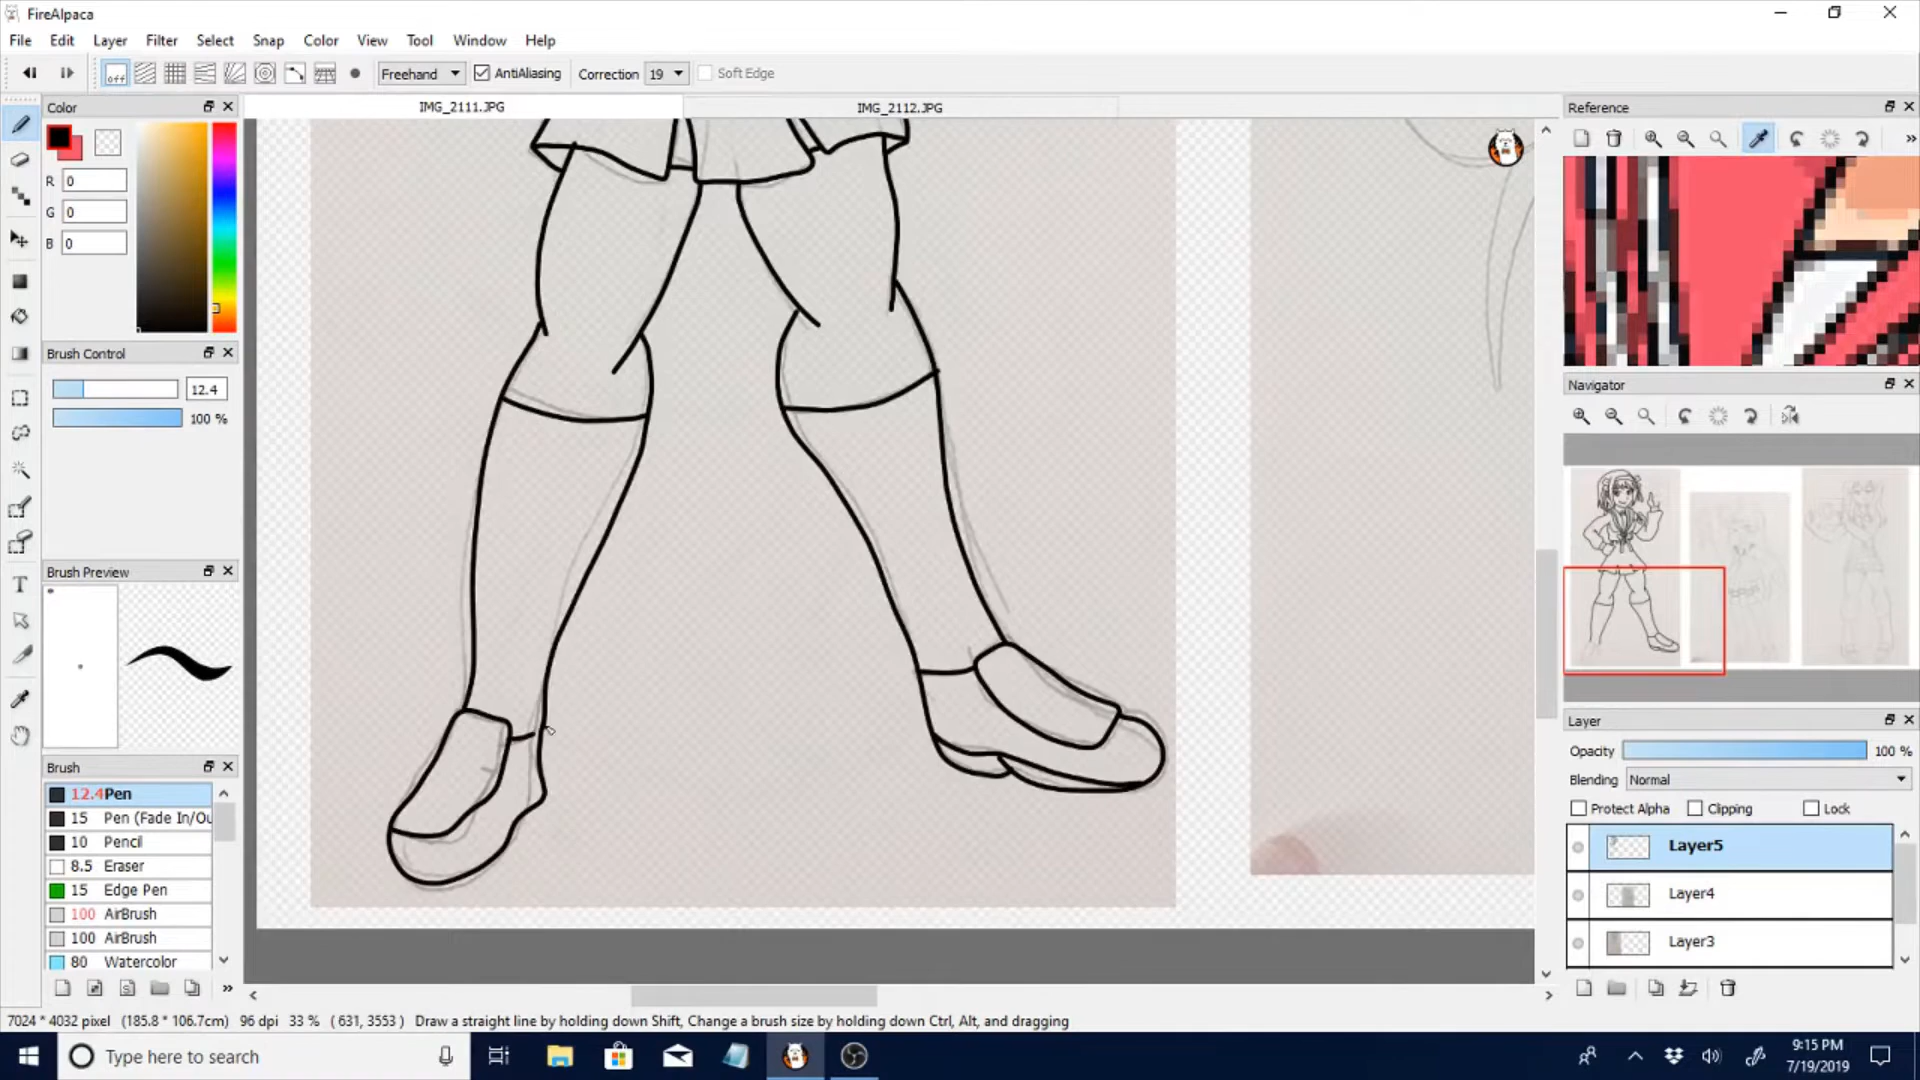 FireAlpaca
File Edit Layer Filter Select Snap Color View Tool Window Help
off Freehand AntiAliasing Correction 19 Soft Edge
Color
IMG_2111.JPG
IMG_2112.JPG
Reference
R 0
G 0
B 0
Brush Control
12.4
100 %
Navigator
Brush Preview
Brush
12.4 Pen
15 Pen (Fade In/Ou
10 Pencil
8.5 Eraser
15 Edge Pen
100 AirBrush
100 AirBrush
80 Watercolor
Layer
Opacity 100 %
Blending Normal
Protect Alpha Clipping Lock
Layer5
Layer4
Layer3
7024 * 4032 pixel (185.8 * 106.7cm) 96 dpi 33 % ( 631, 3553 ) Draw a straight line by holding down Shift, Change a brush size by holding down Ctrl, Alt, and dragging
Type here to search
9:15 PM
7/19/2019